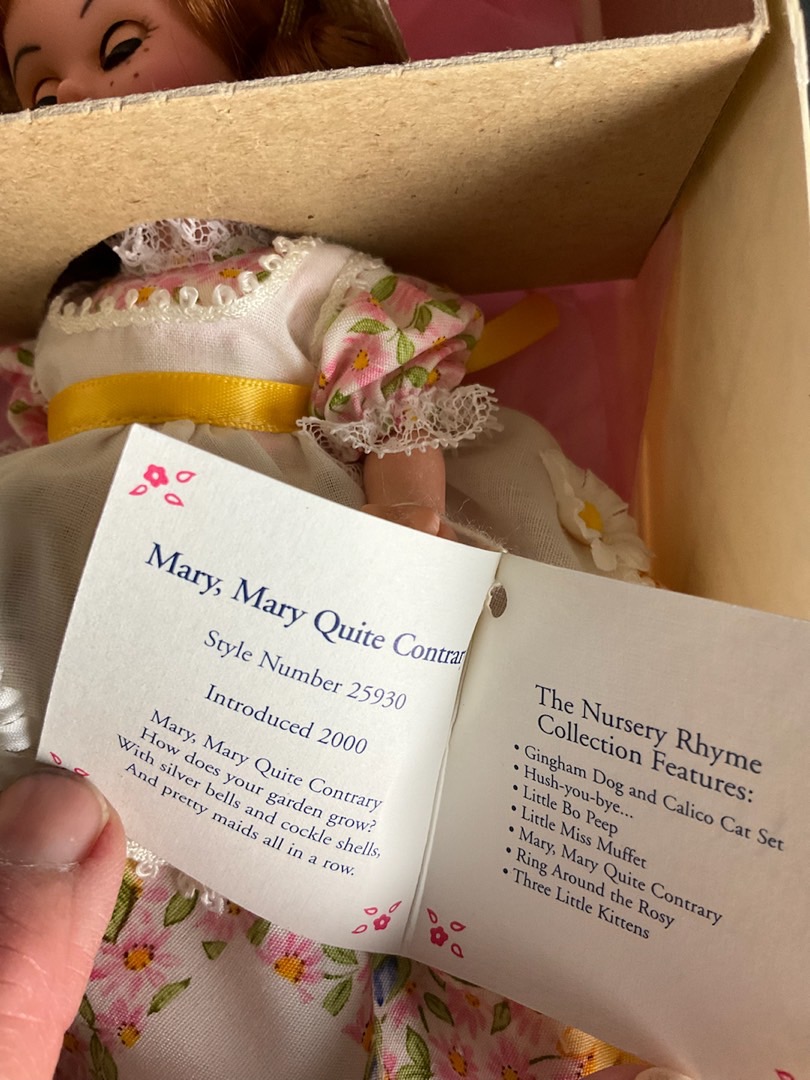 Mary, Mary Quite Contrar
Style Number 25930
Introduced 2000
Mary, Mary Quite Contrary
How does your garden grow?
With silver bells and cockle shells,
And pretty maids all in a row.
The Nursery Rhyme
Collection Features:
• Gingham Dog and Calico Cat Set
• Hush-you-bye...
• Little Bo Peep
• Little Miss Muffet
• Mary, Mary Quite Contrary
• Ring Around the Rosy
• Three Little Kittens